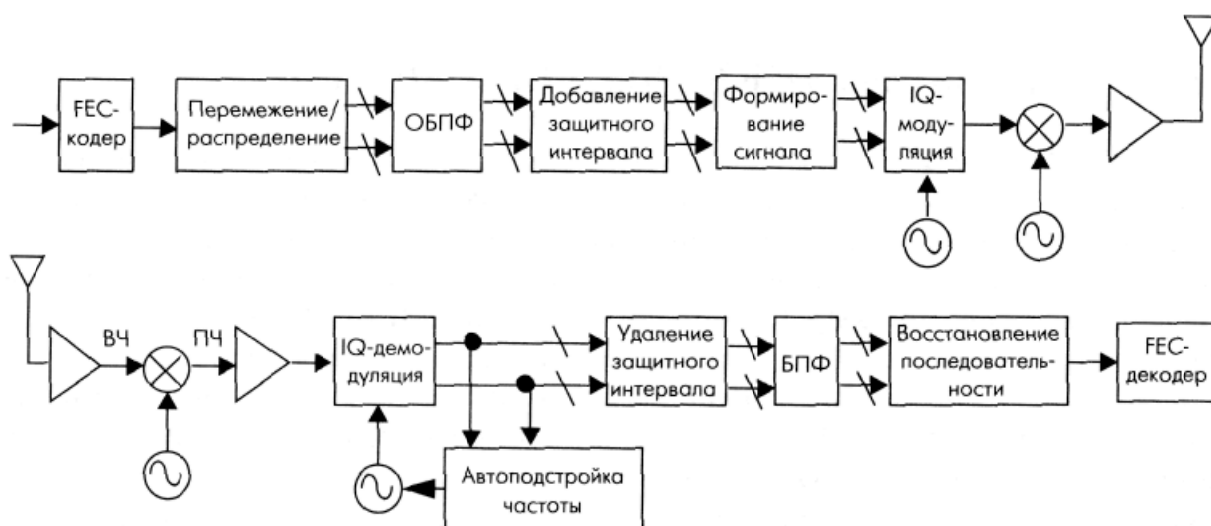 FEC-
кодер
Перемежение/
распределение
ОБПФ
Добавление
защитного
интервала
Формиро-
вание
сигнала
IQ-
моду-
ляция
ВЧ
ПЧ
IQ-демо-
дуляция
Удаление
защитного
интервала
БПФ
Восстановление
последователь-
ности
FEC-
декодер
Автоподстройка
частоты